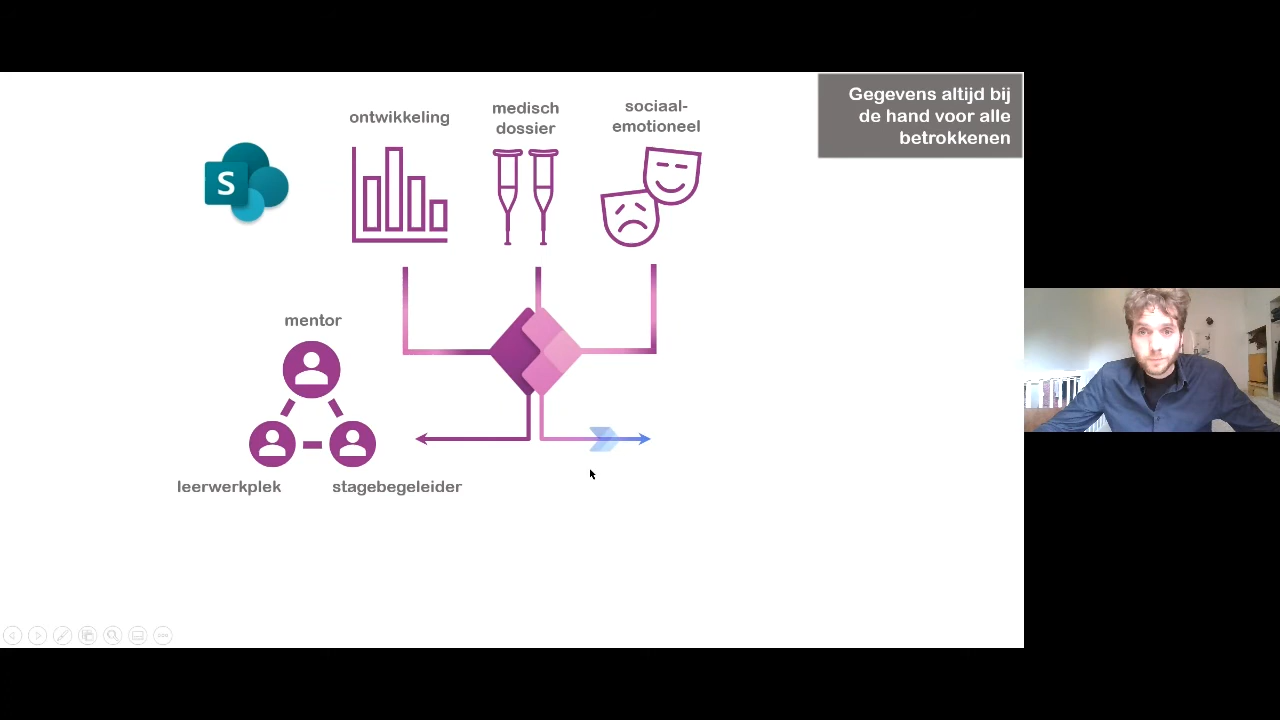 Gegevens altijd bij
de hand voor alle
betrokkenen
ontwikkeling
medisch
dossier
sociaal-
emotioneel
S
mentor
leerwerkplek
stagebegeleider